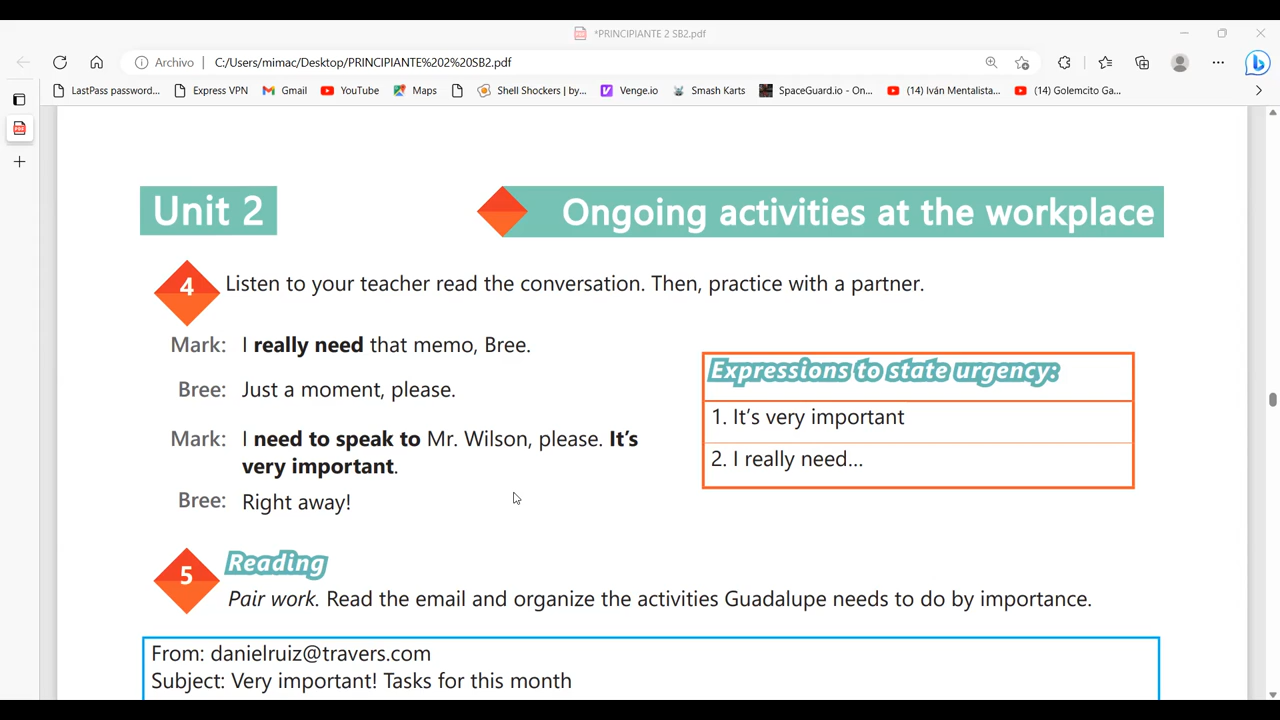 *PRINCIPIANTE 2 SB2.pdf
Archivo | C:/Users/mimac/Desktop/PRINCIPIANTE%202%20SB2.pdf
LastPass password... Express VPN Gmail YouTube Maps Shell Shockers | by... Venge.io Smash Karts SpaceGuard.io - On... (14) Iván Mentalista... (14) Golemcito Ga...
Unit 2
Ongoing activities at the workplace
4 Listen to your teacher read the conversation. Then, practice with a partner.
Mark: I really need that memo, Bree.
Bree: Just a moment, please.
Mark: I need to speak to Mr. Wilson, please. It's
very important.
Bree: Right away!
Expressions to state urgency:
1. It's very important
2. I really need...
5 Reading
Pair work. Read the email and organize the activities Guadalupe needs to do by importance.
From: danielruiz@travers.com
Subject: Very important! Tasks for this month